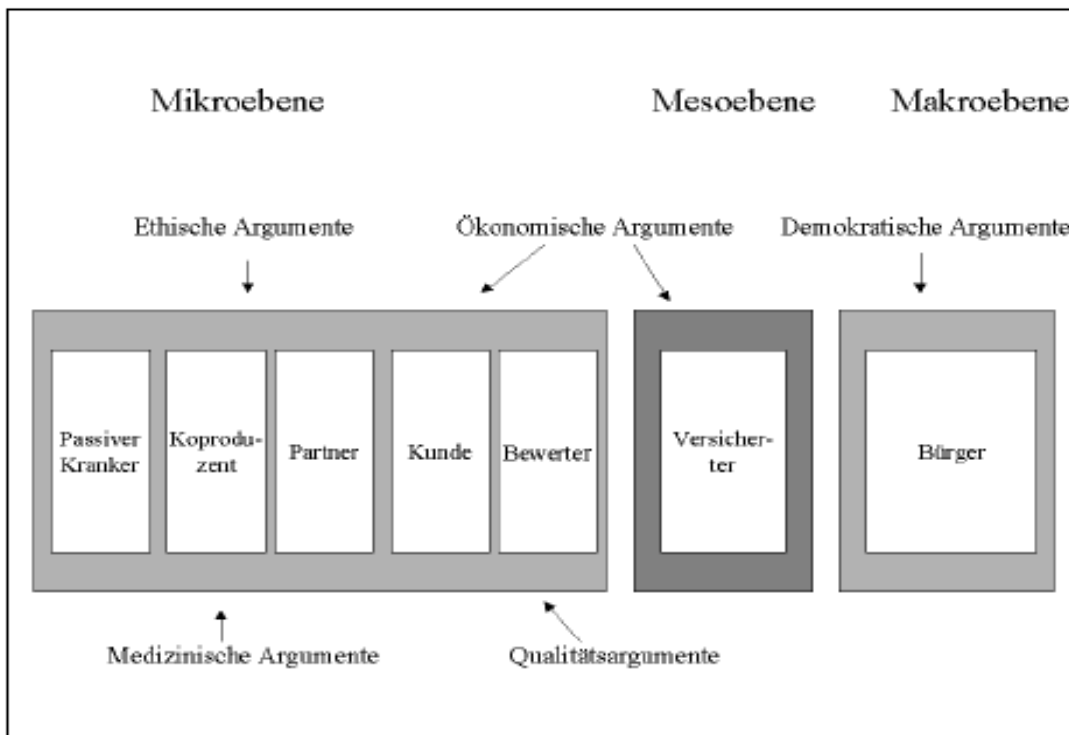 Mikroebene Mesoebene Makroebene
Ethische Argumente Ökonomische Argumente Demokratische Argumente
Passiver
Kranker
Koprodu-
zent
Partner
Kunde
Bewerter
Versicher-
ter
Bürger
Medizinische Argumente Qualitätsargumente